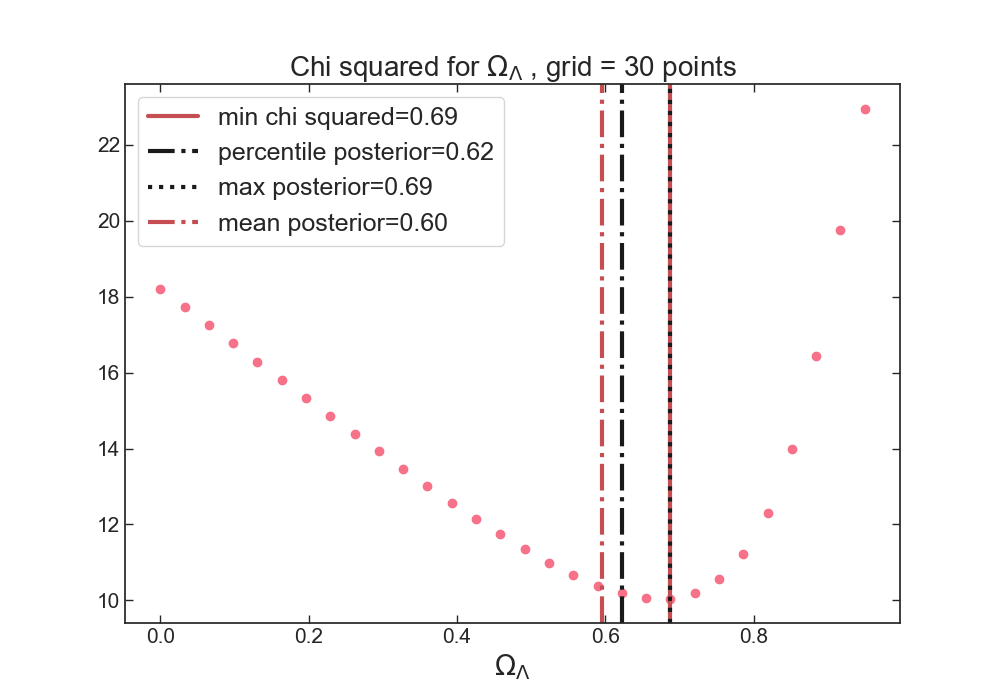 Chi squared for Ω_Λ , grid = 30 points
min chi squared=0.69
percentile posterior=0.62
max posterior=0.69
mean posterior=0.60
22
20
18
16
14
12
10
0.0 0.2 0.4 0.6 0.8
Ω_Λ